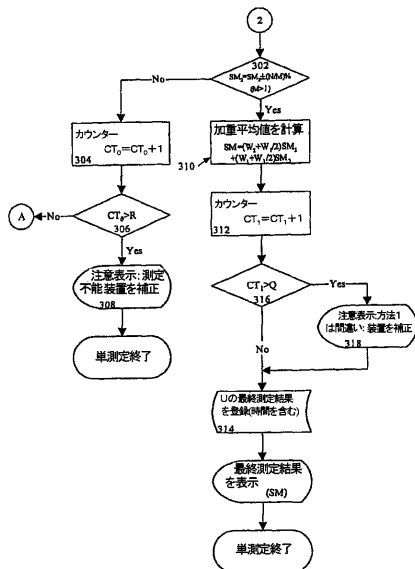 2
302
SM₂=SM₃±(N/M)%
(M>1)
No
Yes
カウンター
CT₀=CT₀+1
304
加重平均値を計算
SM=(W₂+W₁/2)SM₂
+(W₃+W₁/2)SM₃
310
カウンター
CT₁=CT₁+1
312
A
No
CT₀>R
306
Yes
CT₁>Q
316
Yes
No
注意表示:測定
不能 装置を補正
308
注意表示:方法1
は間違い: 装置を補正
318
単測定終了
Uの最終測定結果
を登録(時間を含む)
314
最終測定結果
を表示
(SM)
単測定終了